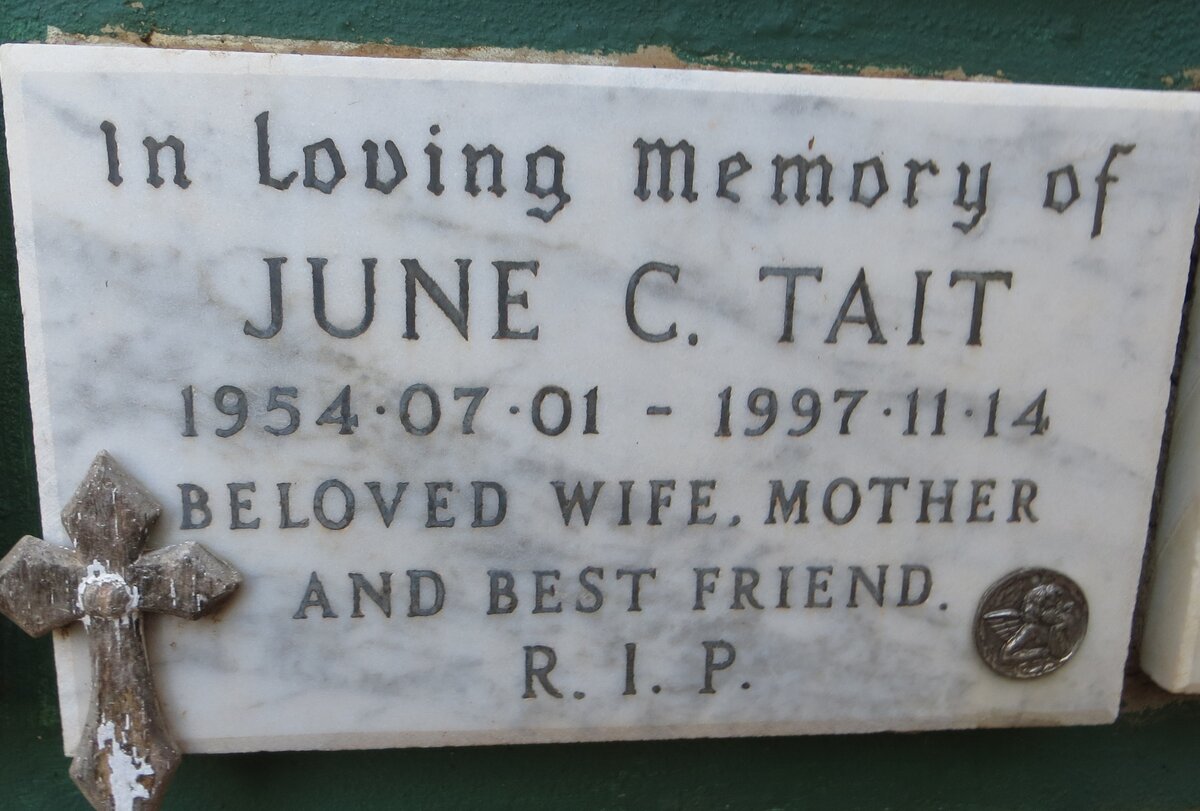 In Loving Memory of
JUNE C. TAIT
1954·07·01 - 1997·11·14
BELOVED WIFE, MOTHER
AND BEST FRIEND.
R. I. P.